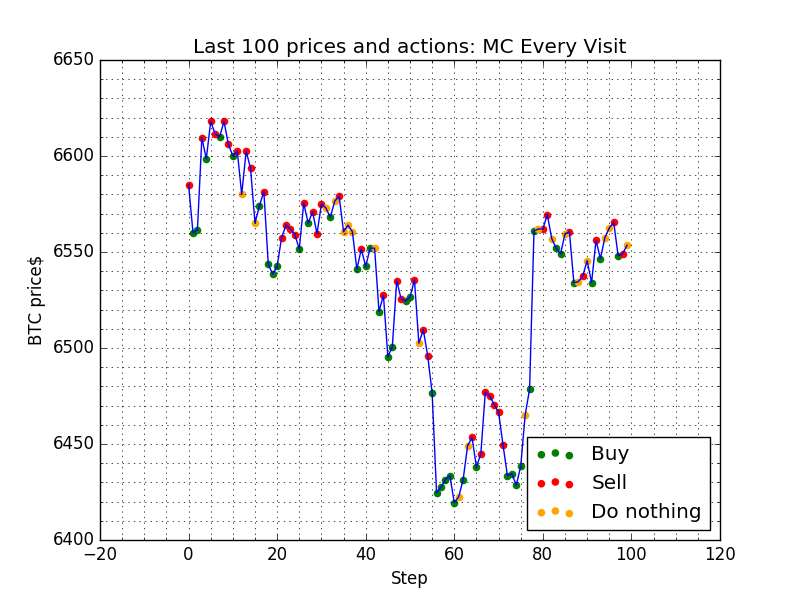 Last 100 prices and actions: MC Every Visit
6650
6600
6550
6500
6450
6400
BTC price$
−20
0
20
40
60
80
100
120
Step
Buy
Sell
Do nothing